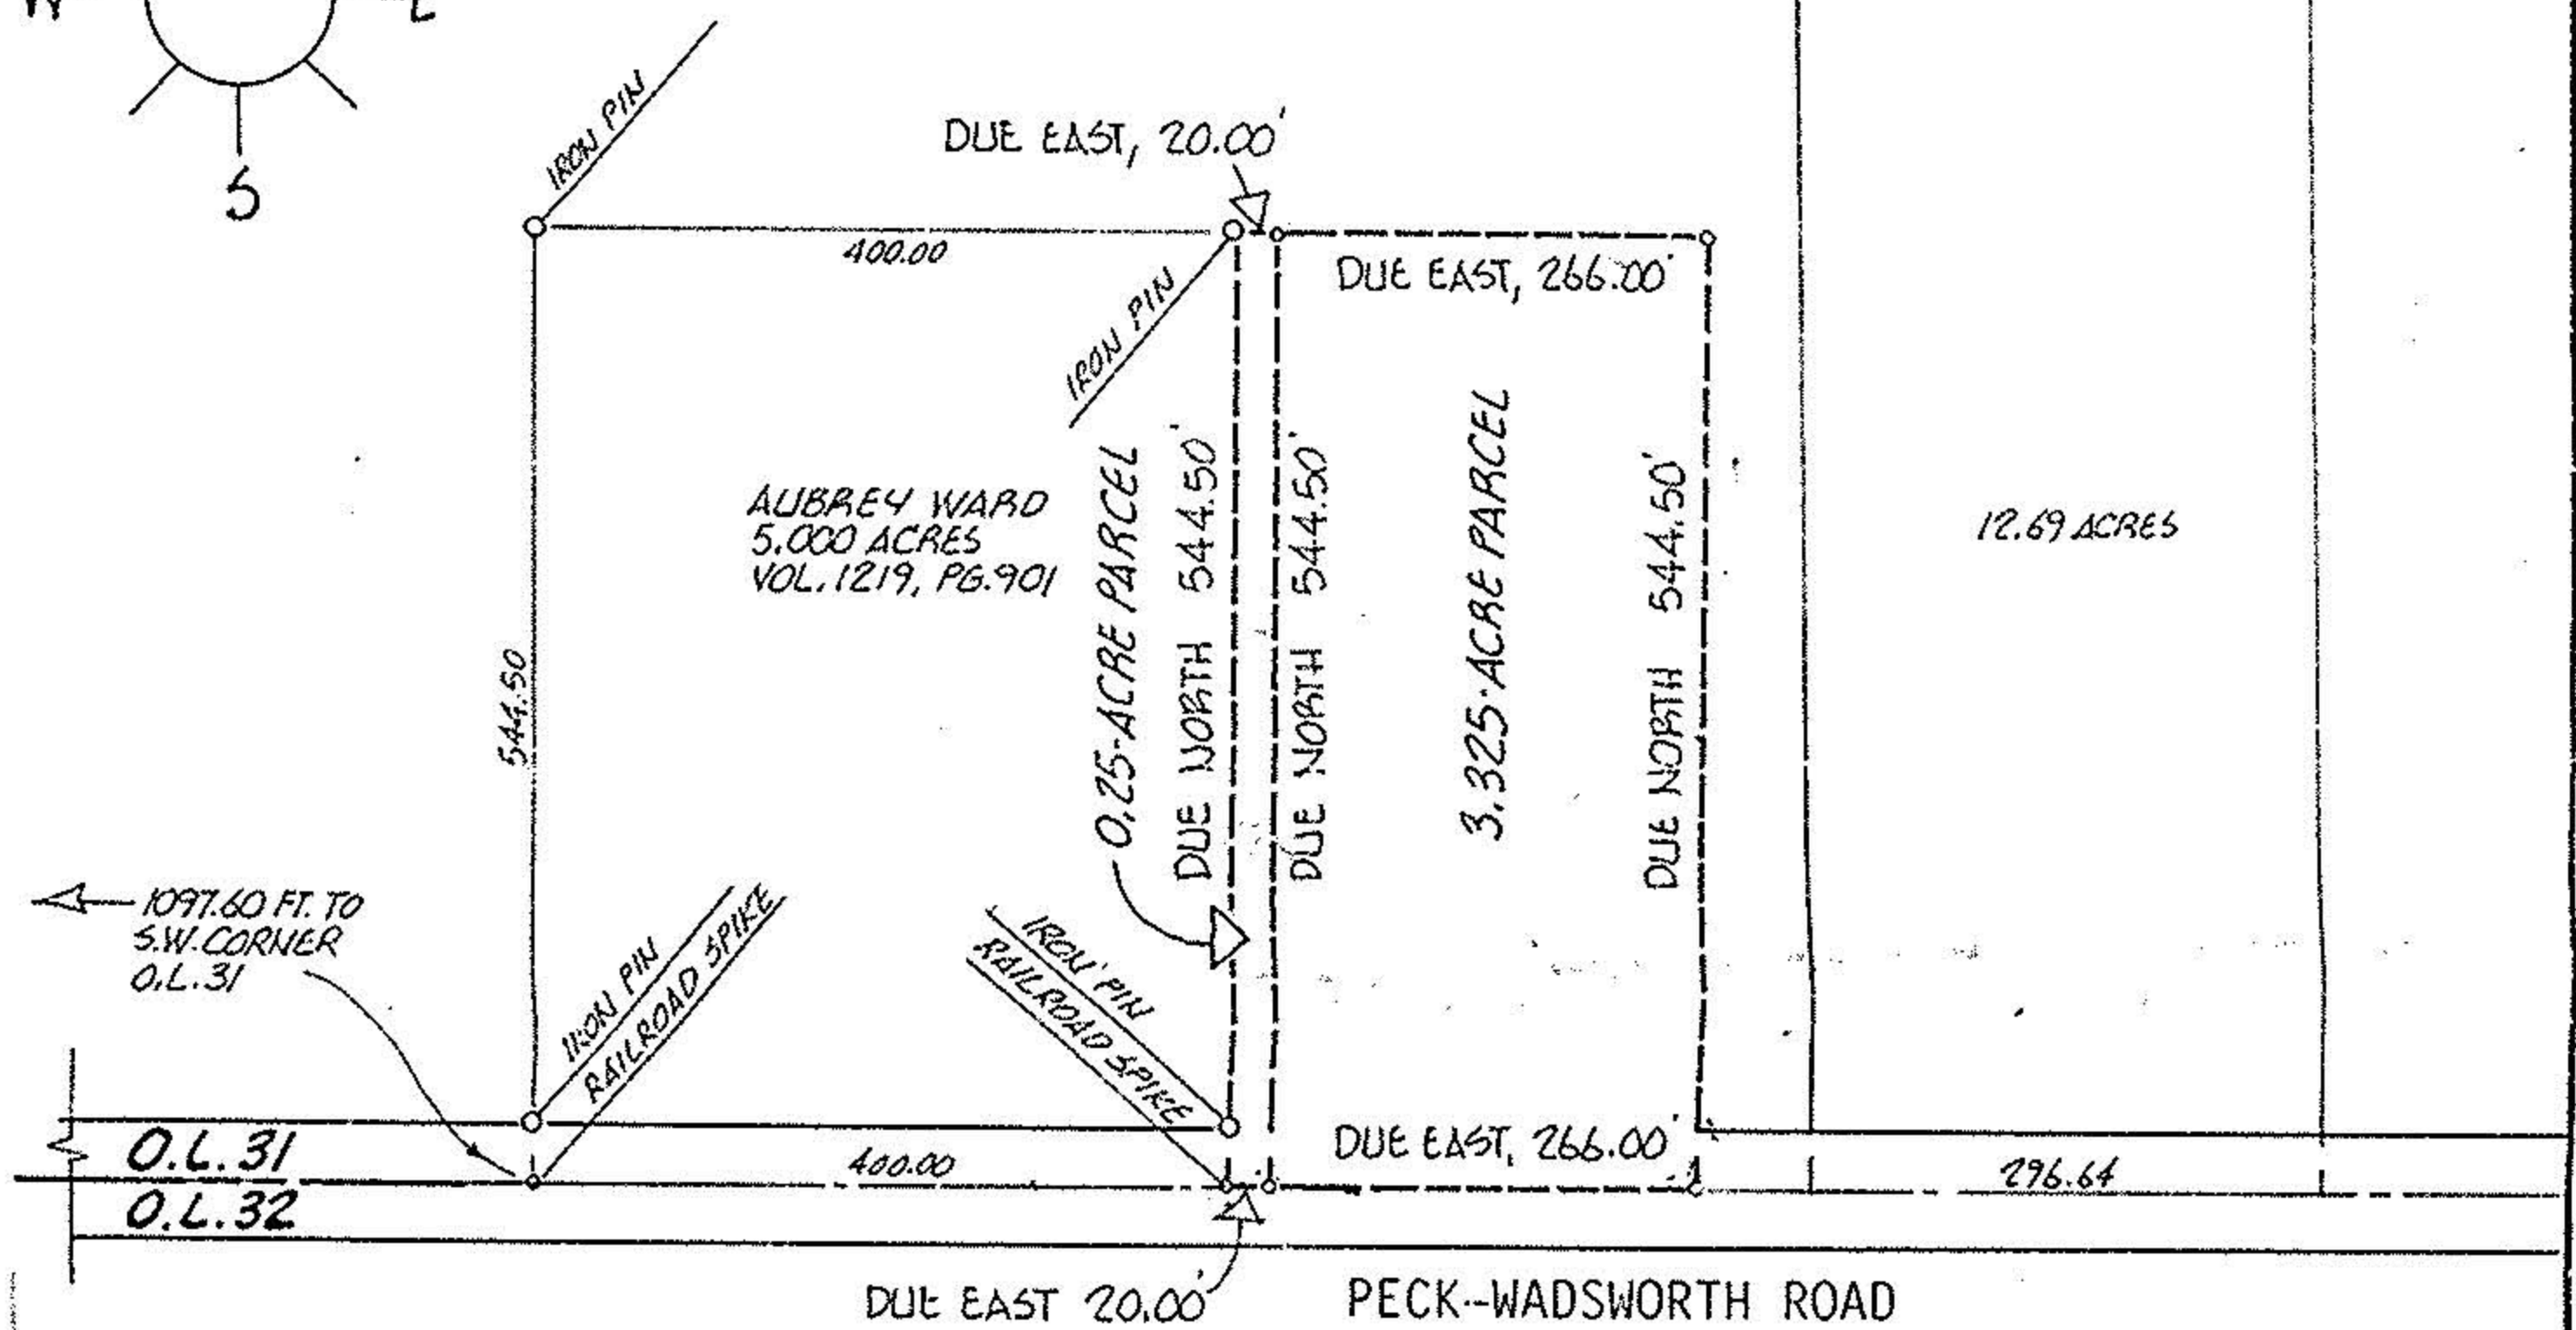 S
IRON PIN
DUE EAST, 20.00'
400.00
DUE EAST, 266.00'
IRON PIN
AUBREY WARD
5.000 ACRES
VOL. 1219, PG. 901
0.25-ACRE PARCEL
DUE NORTH 544.50'
DUE NORTH 544.50'
3.325-ACRE PARCEL
DUE NORTH 544.50'
12.69 ACRES
544.50
1097.60 FT. TO
S.W. CORNER
O.L. 31
IRON PIN
RAILROAD SPIKE
IRON PIN
RAILROAD SPIKE
O.L. 31
400.00
DUE EAST, 266.00'
296.64
O.L. 32
DUE EAST 20.00'
PECK-WADSWORTH ROAD